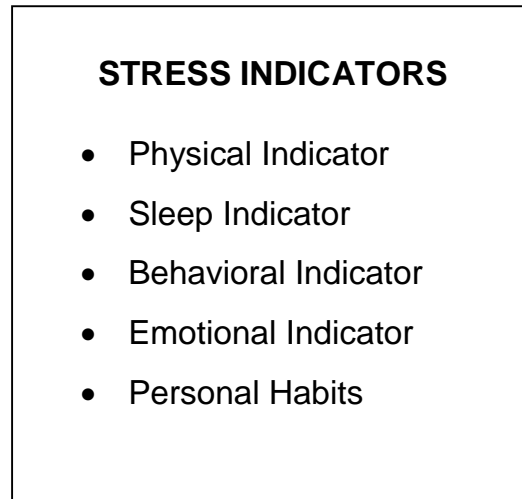 STRESS INDICATORS
• Physical Indicator
• Sleep Indicator
• Behavioral Indicator
• Emotional Indicator
• Personal Habits